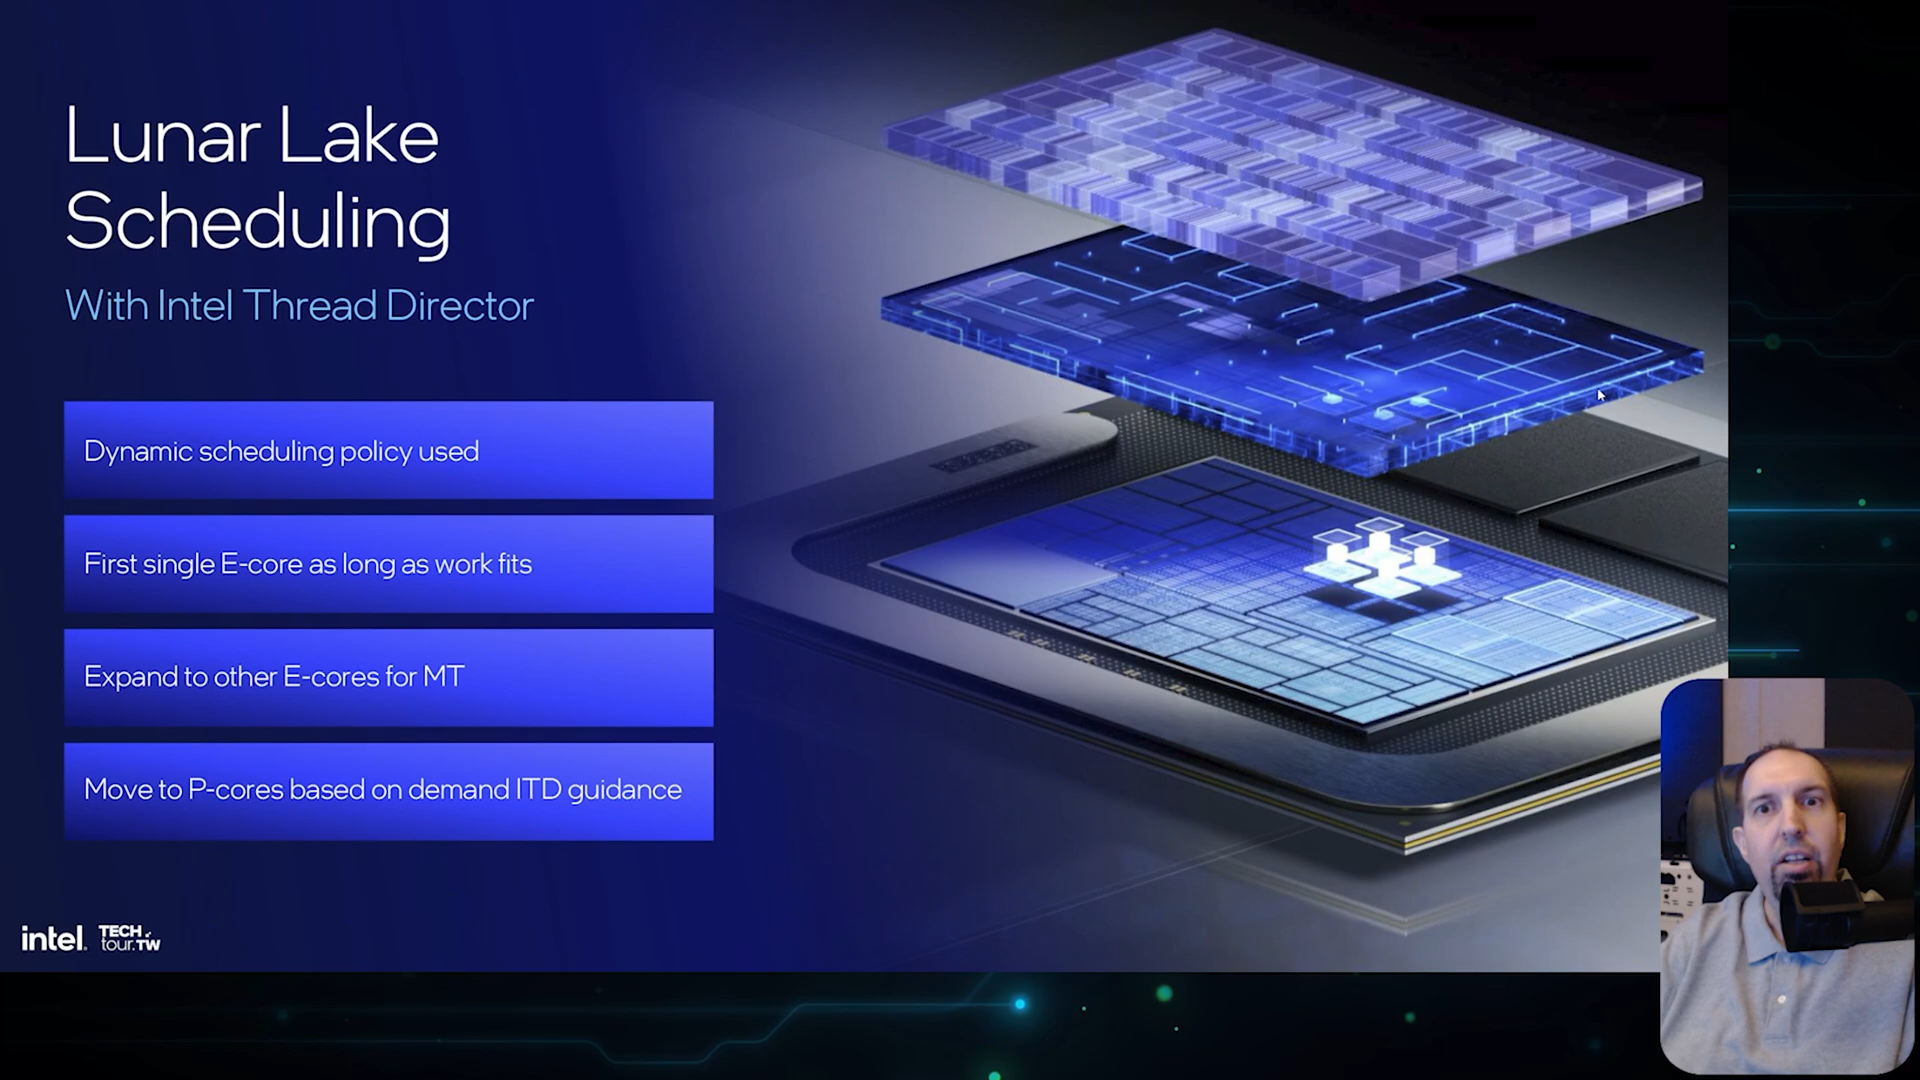 Lunar Lake
Scheduling
With Intel Thread Director
Dynamic scheduling policy used
First single E-core as long as work fits
Expand to other E-cores for MT
Move to P-cores based on demand ITD guidance
intel.
TECH
tour.TW